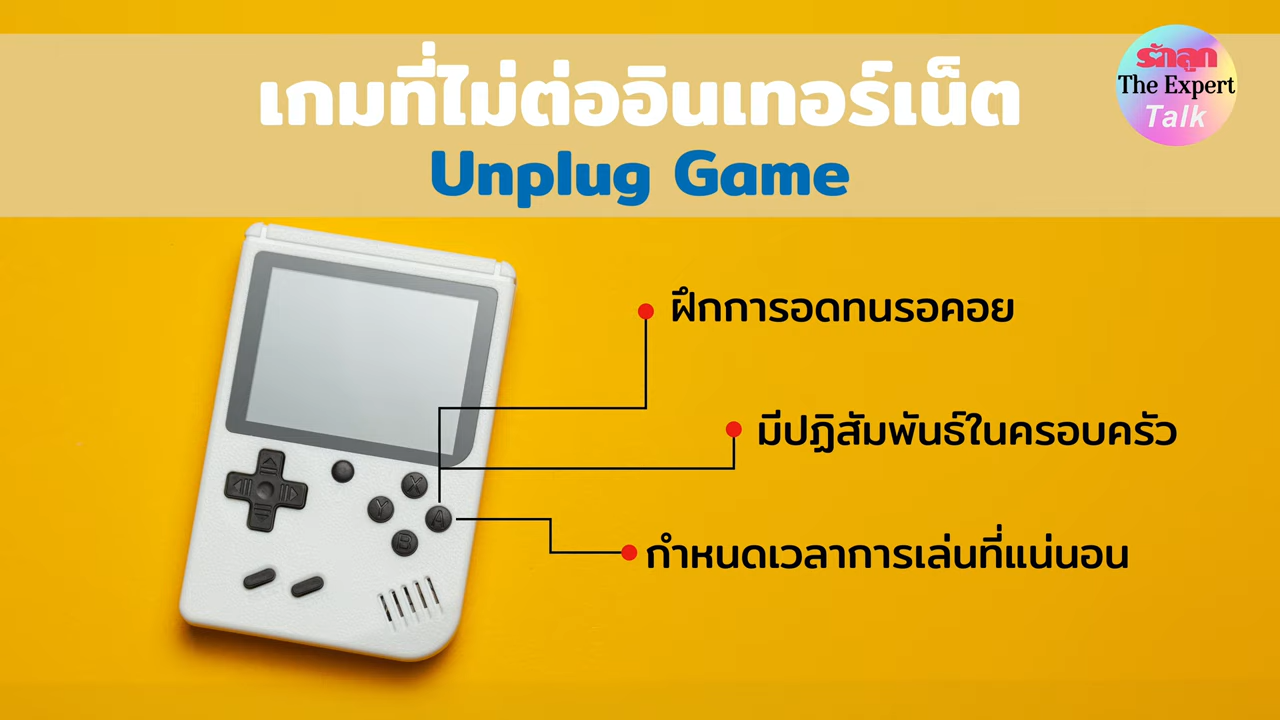 เกมที่ไม่ต่ออินเทอร์เน็ต
Unplug Game
รักลูก
The Expert
Talk
ฝึกการอดทนรอคอย
มีปฏิสัมพันธ์ในครอบครัว
กำหนดเวลาการเล่นที่แน่นอน
X
Y
A
B